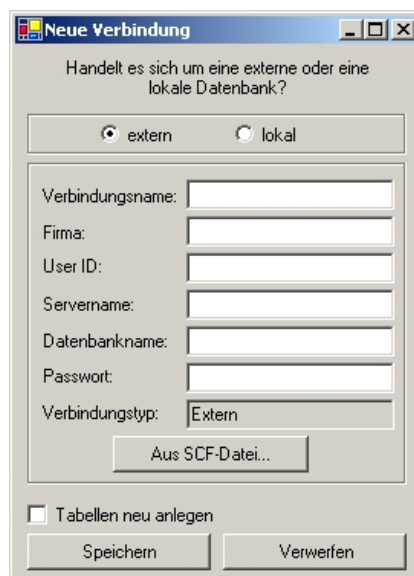 Neue Verbindung
Handelt es sich um eine externe oder eine
lokale Datenbank?
extern lokal
Verbindungsname:
Firma:
User ID:
Servername:
Datenbankname:
Passwort:
Verbindungstyp: Extern
Aus SCF-Datei...
Tabellen neu anlegen
Speichern Verwerfen